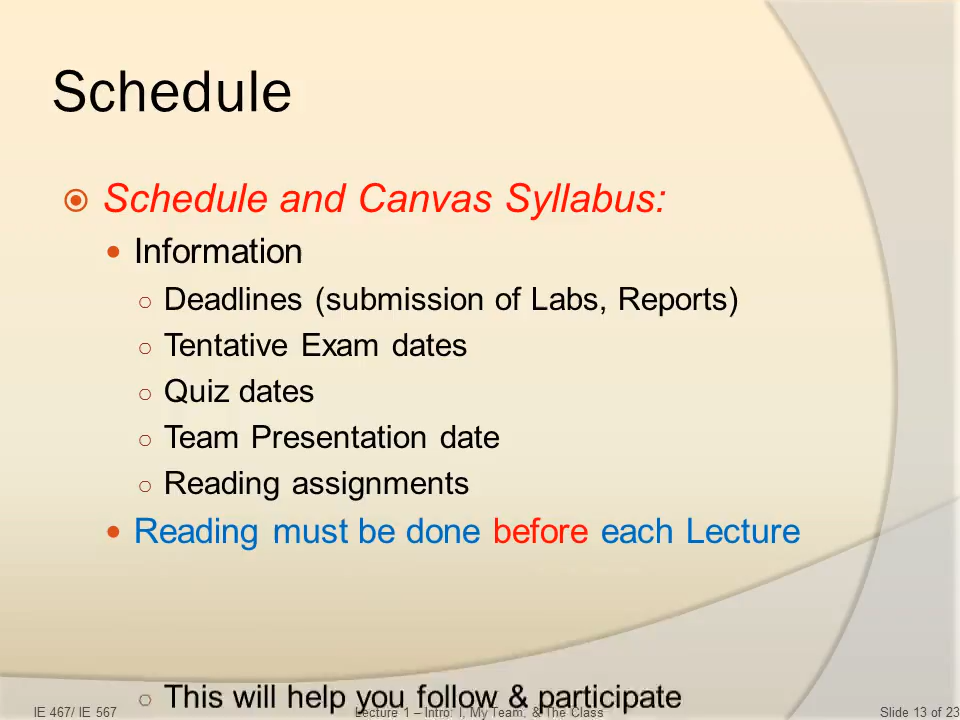 Schedule
Schedule and Canvas Syllabus:
Information
Deadlines (submission of Labs, Reports)
Tentative Exam dates
Quiz dates
Team Presentation date
Reading assignments
Reading must be done before each Lecture
This will help you follow & participate
IE 467/ IE 567 Lecture 1 – Intro: I, My Team, & The Class Slide 13 of 23